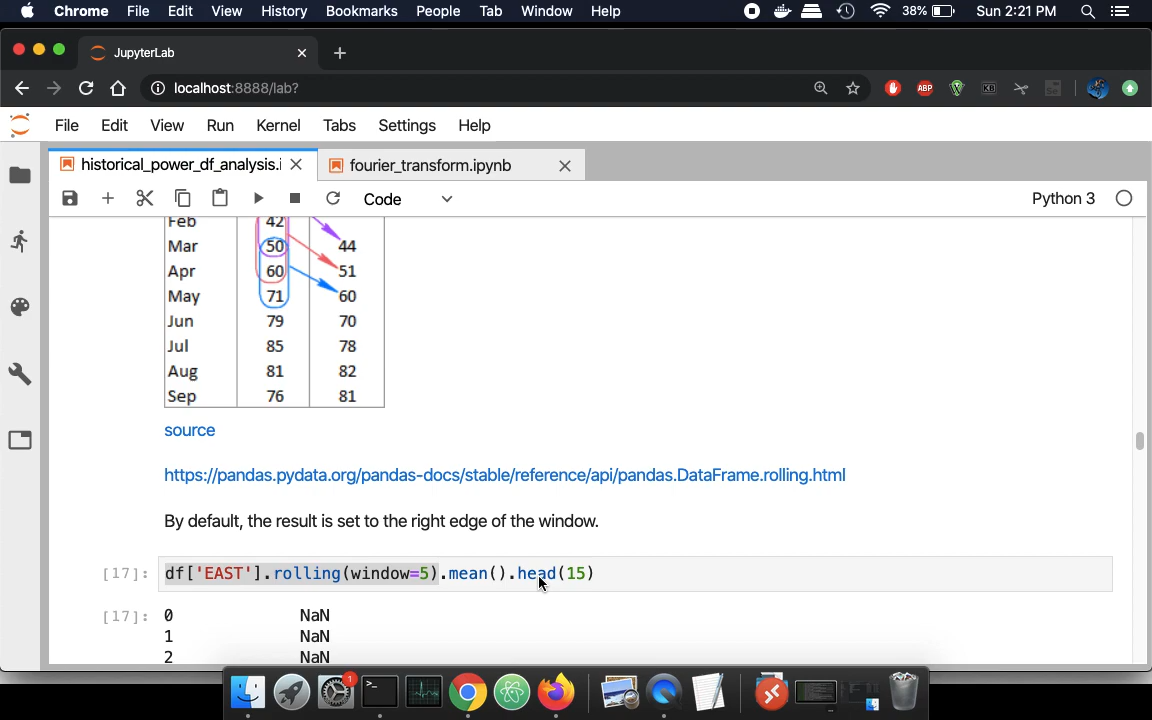 Chrome File Edit View History Bookmarks People Tab Window Help 38% Sun 2:21 PM
JupyterLab
localhost:8888/lab?
ABP
File Edit View Run Kernel Tabs Settings Help
historical_power_df_analysis.i fourier_transform.ipynb
Code Python 3
Feb 42
Mar 50 44
Apr 60 51
May 71 60
Jun 79 70
Jul 85 78
Aug 81 82
Sep 76 81
source
https://pandas.pydata.org/pandas-docs/stable/reference/api/pandas.DataFrame.rolling.html
By default, the result is set to the right edge of the window.
[17]: df['EAST'].rolling(window=5).mean().head(15)
[17]: 0 NaN
1 NaN
2 NaN
1